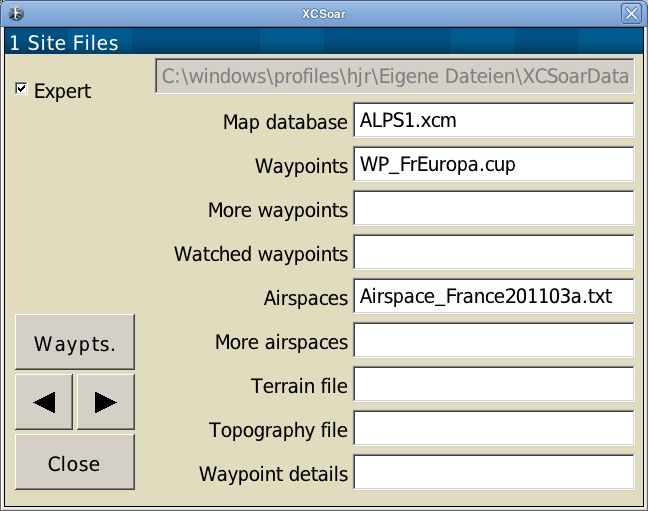 XCSoar
1 Site Files
C:\windows\profiles\hjr\Eigene Dateien\XCSoarData
Expert
Map database ALPS1.xcm
Waypoints WP_FrEuropa.cup
More waypoints
Watched waypoints
Airspaces Airspace_France201103a.txt
More airspaces
Waypts.
Terrain file
Topography file
Close
Waypoint details